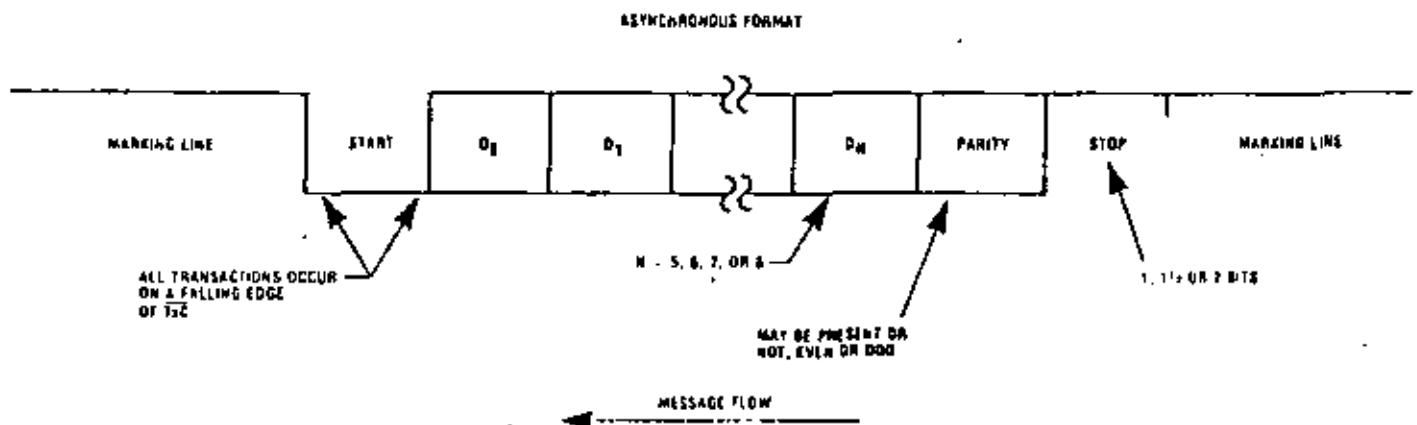 ASYNCHRONOUS FORMAT
MARKING LINE
START
D0
D1
DN
PARITY
STOP
MARKING LINE
ALL TRANSACTIONS OCCUR
ON A FALLING EDGE
OF TxC
N = 5, 6, 7, OR 8
MAY BE PRESENT OR
NOT, EVEN OR ODD
1, 1½ OR 2 BITS
MESSAGE FLOW